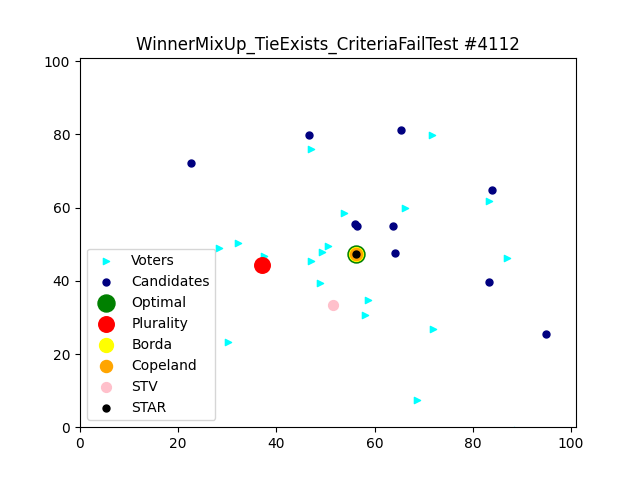 WinnerMixUp_TieExists_CriteriaFailTest #4112
100
80
60
40
20
0
Voters
Candidates
Optimal
Plurality
Borda
Copeland
STV
STAR
0 20 40 60 80 100